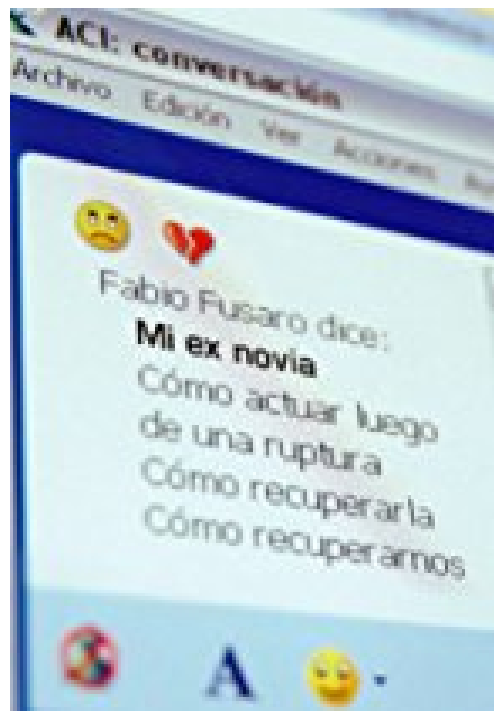 ACI: conversación
Archivo Edición Ver Acciones
Fabio Fusaro dice:
Mi ex novia
Cómo actuar luego
de una ruptura
Cómo recuperarla
Cómo recuperarnos
A